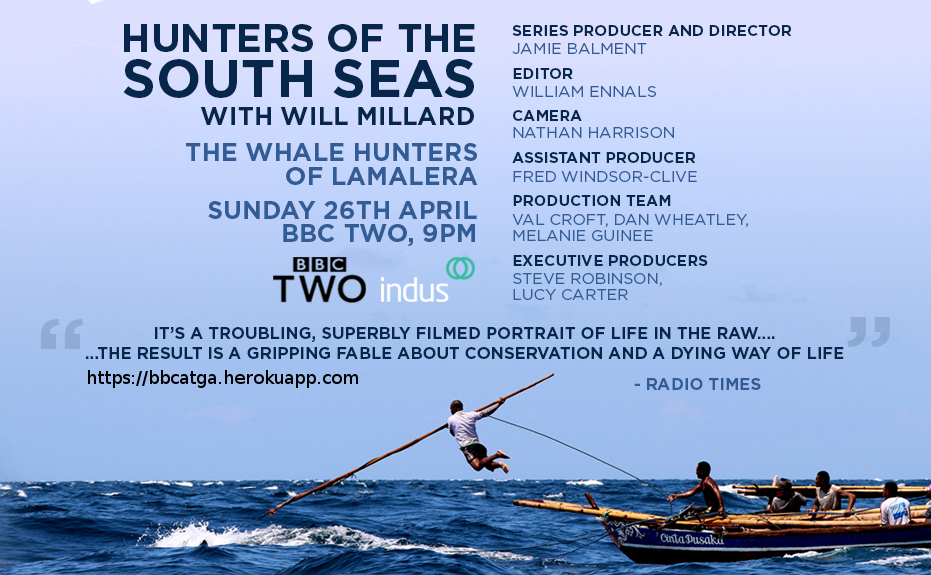 HUNTERS OF THE
SOUTH SEAS
WITH WILL MILLARD
THE WHALE HUNTERS
OF LAMALERA
SUNDAY 26TH APRIL
BBC TWO, 9PM
BBC
TWO
indus
SERIES PRODUCER AND DIRECTOR
JAMIE BALMENT
EDITOR
WILLIAM ENNALS
CAMERA
NATHAN HARRISON
ASSISTANT PRODUCER
FRED WINDSOR-CLIVE
PRODUCTION TEAM
VAL CROFT, DAN WHEATLEY,
MELANIE GUINEE
EXECUTIVE PRODUCERS
STEVE ROBINSON,
LUCY CARTER
“ IT’S A TROUBLING, SUPERBLY FILMED PORTRAIT OF LIFE IN THE RAW.... ”
...THE RESULT IS A GRIPPING FABLE ABOUT CONSERVATION AND A DYING WAY OF LIFE
https://bbcatga.herokuapp.com
- RADIO TIMES
Cinta Pusaka